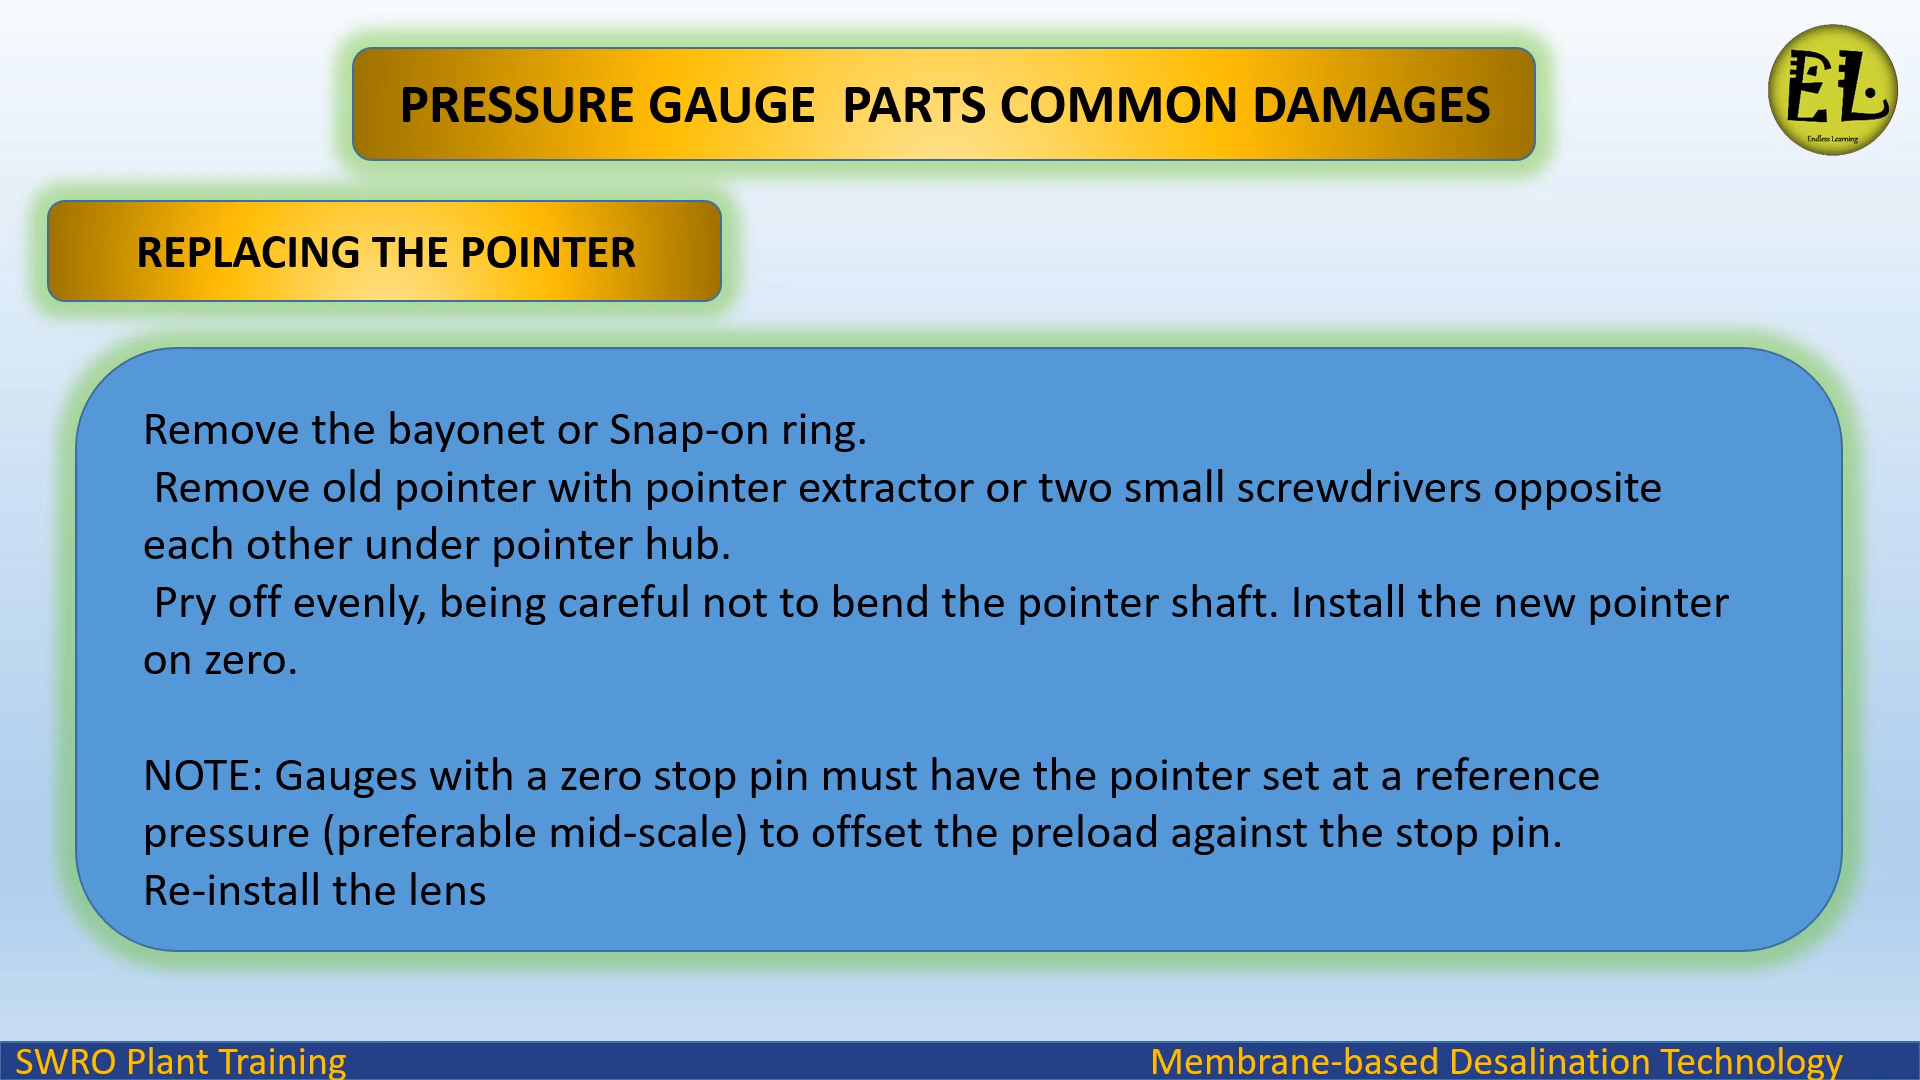 PRESSURE GAUGE  PARTS COMMON DAMAGES
EL
Endless Learning
REPLACING THE POINTER
Remove the bayonet or Snap-on ring.
Remove old pointer with pointer extractor or two small screwdrivers opposite
each other under pointer hub.
Pry off evenly, being careful not to bend the pointer shaft. Install the new pointer
on zero.
NOTE: Gauges with a zero stop pin must have the pointer set at a reference
pressure (preferable mid-scale) to offset the preload against the stop pin.
Re-install the lens
SWRO Plant Training
Membrane-based Desalination Technology